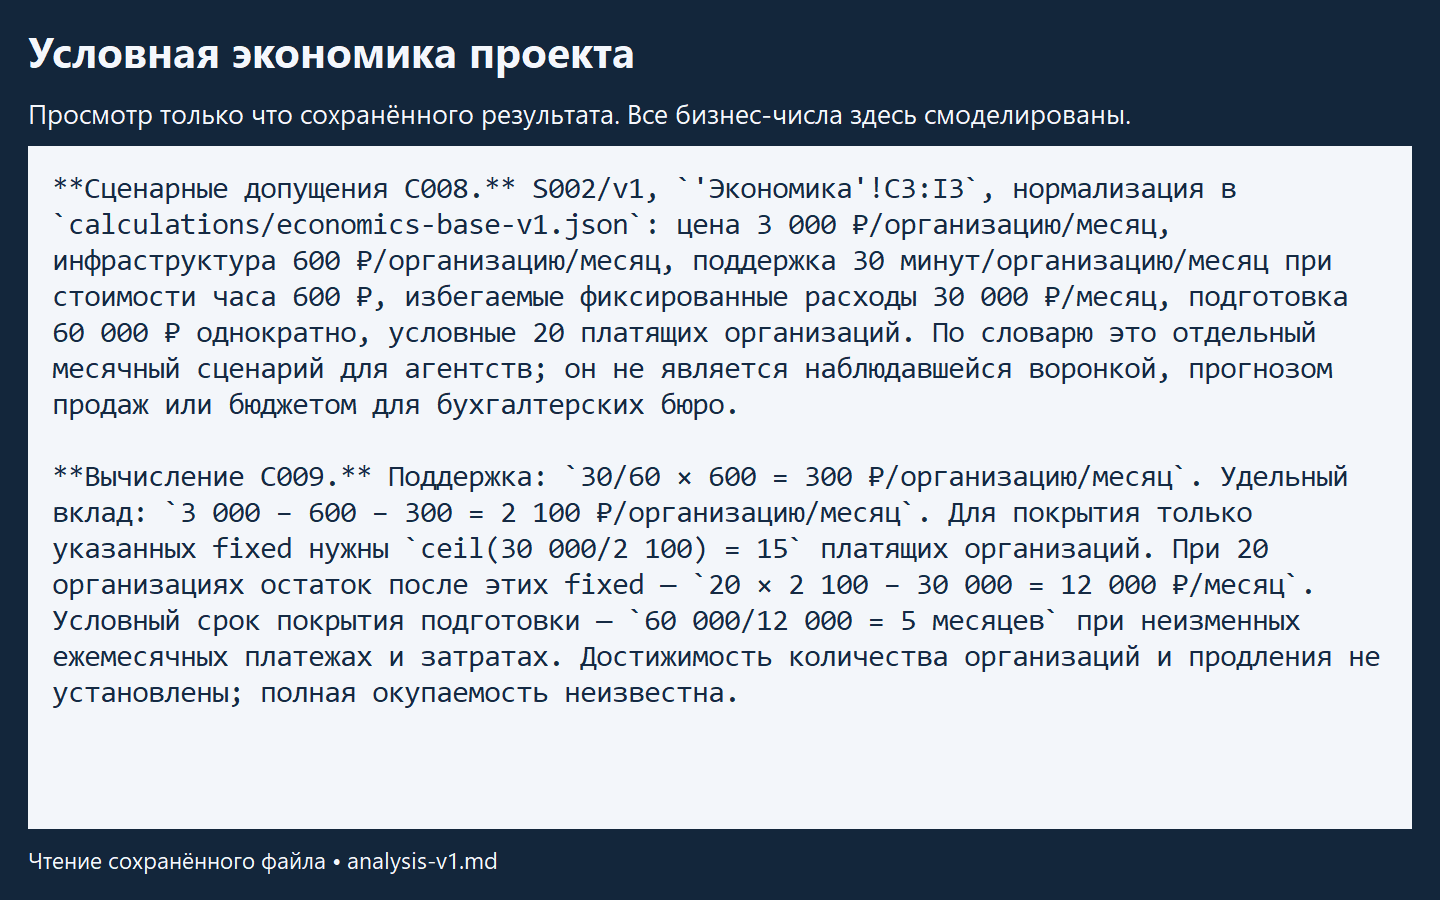 Условная экономика проекта
Просмотр только что сохранённого результата. Все бизнес-числа здесь смоделированы.
**Сценарные допущения C008.** S002/v1, `'Экономика'!C3:I3`, нормализация в
`calculations/economics-base-v1.json`: цена 3 000 ₽/организацию/месяц,
инфраструктура 600 ₽/организацию/месяц, поддержка 30 минут/организацию/месяц при
стоимости часа 600 ₽, избегаемые фиксированные расходы 30 000 ₽/месяц, подготовка
60 000 ₽ однократно, условные 20 платящих организаций. По словарю это отдельный
месячный сценарий для агентств; он не является наблюдавшейся воронкой, прогнозом
продаж или бюджетом для бухгалтерских бюро.
**Вычисление C009.** Поддержка: `30/60 × 600 = 300 ₽/организацию/месяц`. Удельный
вклад: `3 000 − 600 − 300 = 2 100 ₽/организацию/месяц`. Для покрытия только
указанных fixed нужны `ceil(30 000/2 100) = 15` платящих организаций. При 20
организациях остаток после этих fixed — `20 × 2 100 − 30 000 = 12 000 ₽/месяц`.
Условный срок покрытия подготовки — `60 000/12 000 = 5 месяцев` при неизменных
ежемесячных платежах и затратах. Достижимость количества организаций и продления не
установлены; полная окупаемость неизвестна.
Чтение сохранённого файла • analysis-v1.md